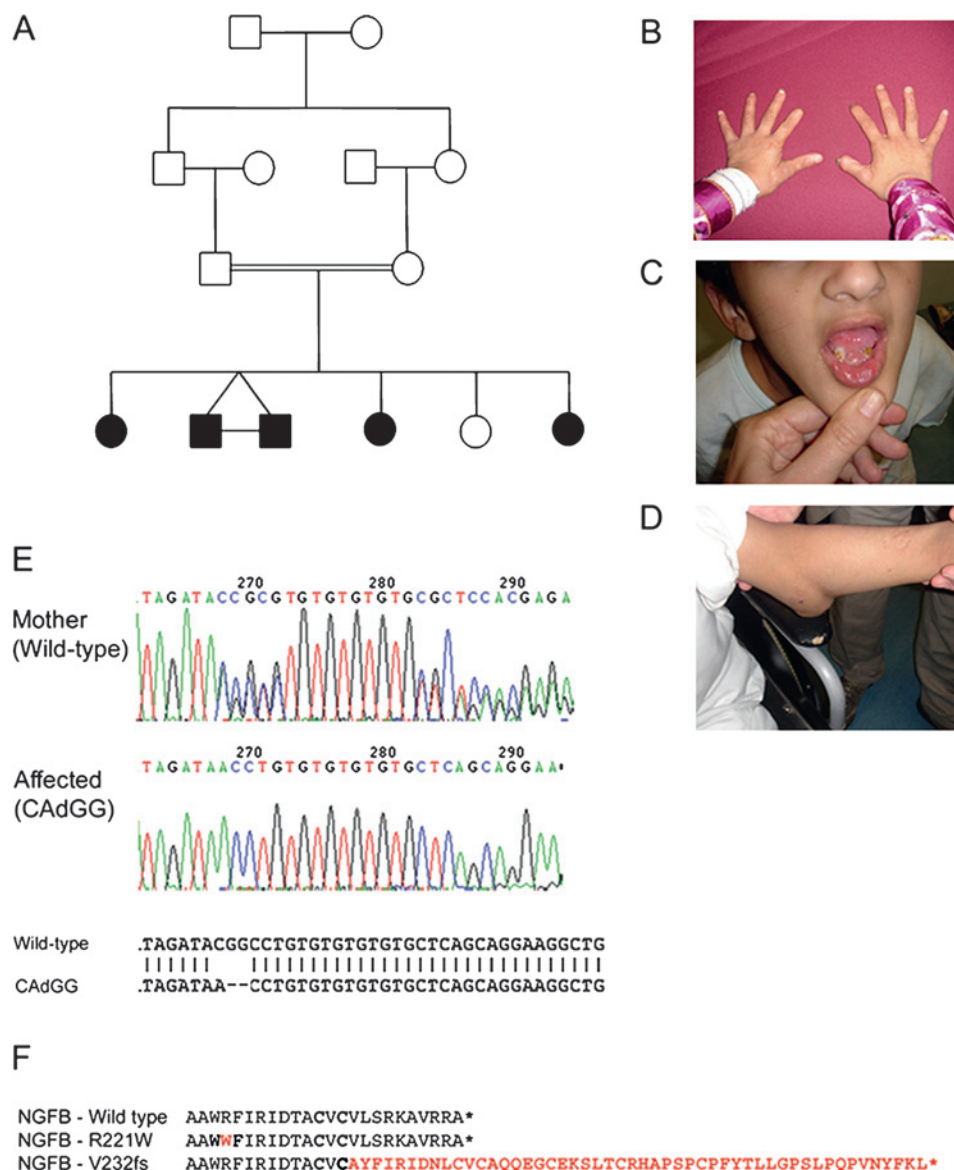 A
B
C
D
E
270 280 290
.TAGATACCGCGTGTGTGTGTGCGCTCCACGAGA
Mother
(Wild-type)
270 280 290
TAGATAACCTGTGTGTGTGTGCTCAGCAGGAA
Affected
(CAdGG)
Wild-type .TAGATACGGCCTGTGTGTGTGTGCTCAGCAGGAAGGCTG
CAdGG .TAGATAA--CCTGTGTGTGTGTGCTCAGCAGGAAGGCTG
F
NGFB - Wild type AAWRFIRIDTACVCVLSRKAVRRA*
NGFB - R221W AAWWFIRIDTACVCVLSRKAVRRA*
NGFB - V232fs AAWRFIRIDTACVCAYFIRIDNLCVCAQQEGCEKSLTCRHAPSPCPFYTLLGPSLPQPVNYFKL*